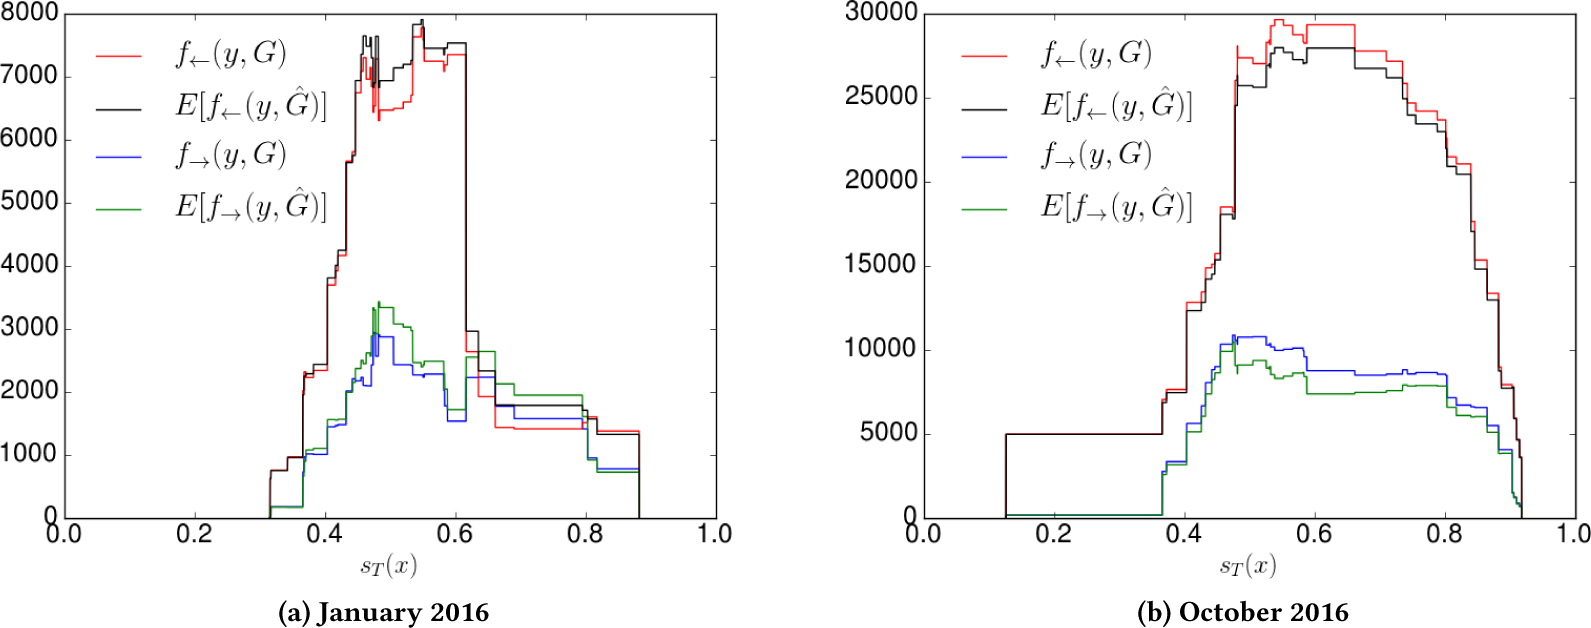 8000
7000
6000
5000
4000
3000
2000
1000
0
0.0 0.2 0.4 0.6 0.8 1.0
f←(y, G)
E[f←(y, Ĝ)]
f→(y, G)
E[f→(y, Ĝ)]
s_T(x)
(a) January 2016
30000
25000
20000
15000
10000
5000
0
0.0 0.2 0.4 0.6 0.8 1.0
f←(y, G)
E[f←(y, Ĝ)]
f→(y, G)
E[f→(y, Ĝ)]
s_T(x)
(b) October 2016